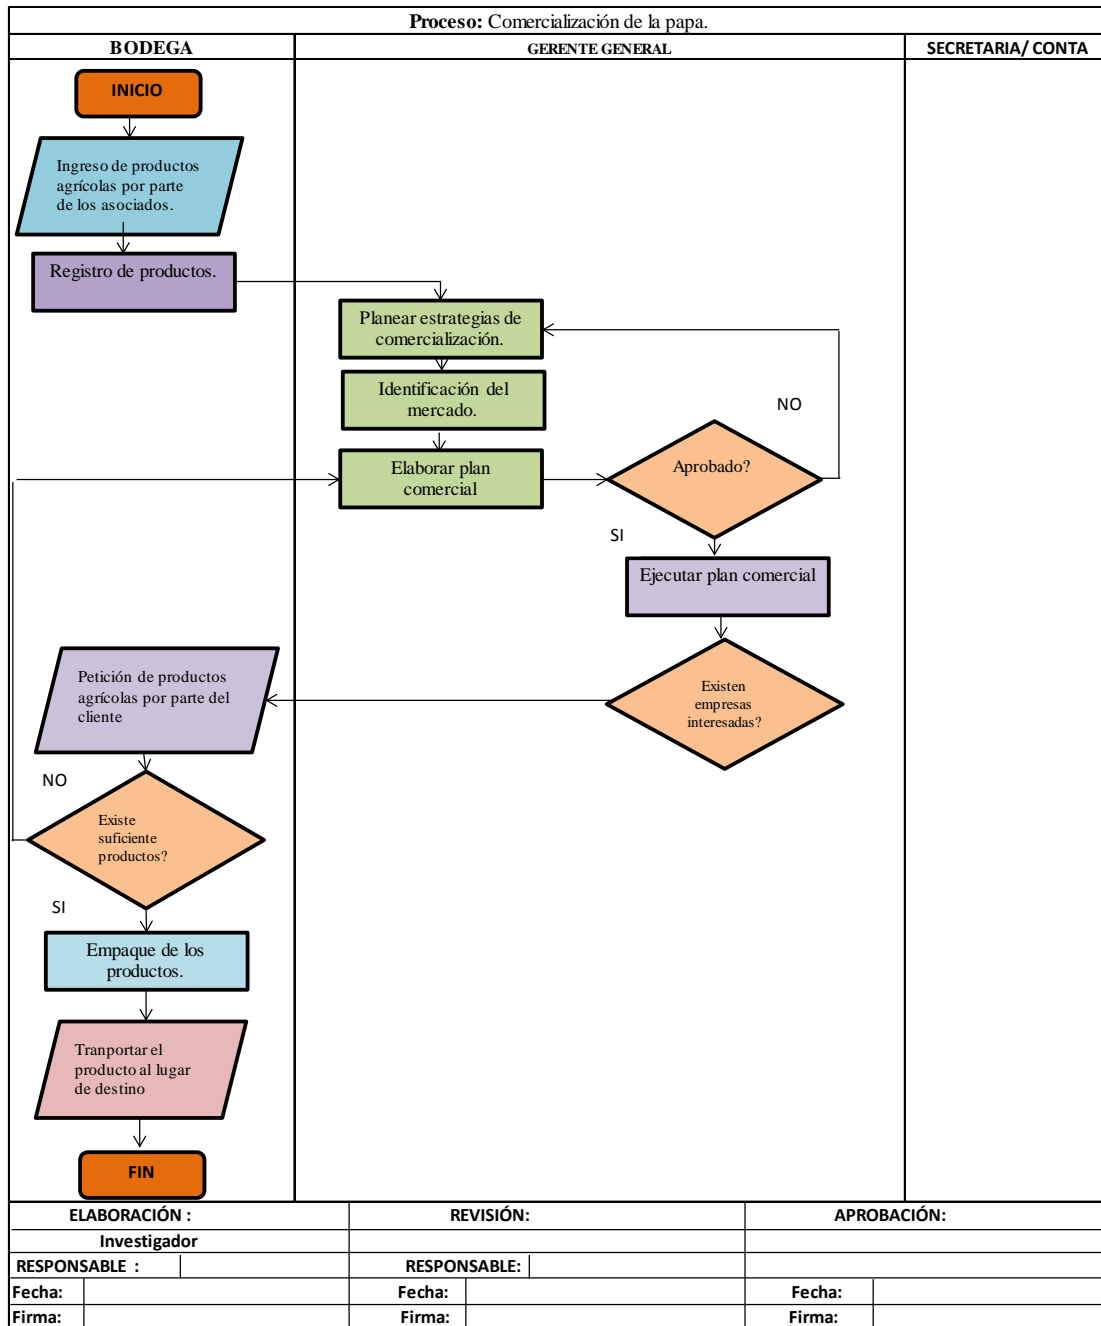 Proceso: Comercialización de la papa.
BODEGA
GERENTE GENERAL
SECRETARIA/ CONTA
INICIO
Ingreso de productos
agrícolas por parte
de los asociados.
Registro de productos.
Planear estrategias de
comercialización.
Identificación del
mercado.
NO
Elaborar plan
comercial
Aprobado?
SI
Ejecutar plan comercial
Existen
empresas
interesadas?
Petición de productos
agrícolas por parte del
cliente
NO
Existe
suficiente
productos?
SI
Empaque de los
productos.
Tranportar el
producto al lugar
de destino
FIN
ELABORACIÓN :
REVISIÓN:
APROBACIÓN:
Investigador
RESPONSABLE :
RESPONSABLE:
Fecha:
Fecha:
Fecha:
Firma:
Firma:
Firma: